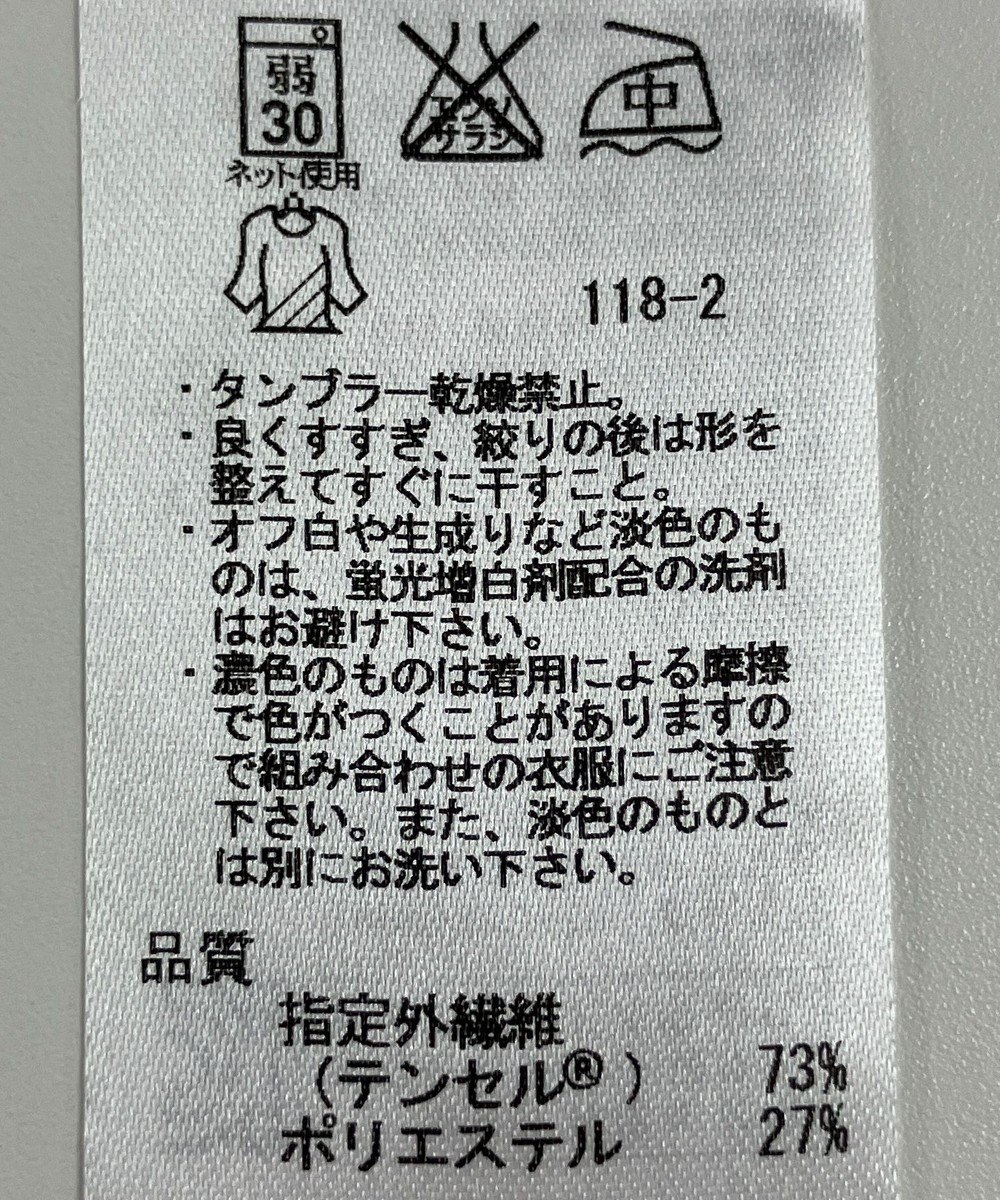 弱
30
エンソ
サラシ
中
ネット使用
118-2
・タンブラー乾燥禁止。
・良くすすぎ、絞りの後は形を
整えてすぐに干すこと。
・オフ白や生成りなど淡色のも
のは、蛍光増白剤配合の洗剤
はお避け下さい。
・濃色のものは着用による摩擦
で色がつくことがありますの
で組み合わせの衣服にご注意
下さい。また、淡色のものと
は別にお洗い下さい。
品質
指定外繊維
（テンセル®） 73%
ポリエステル 27%